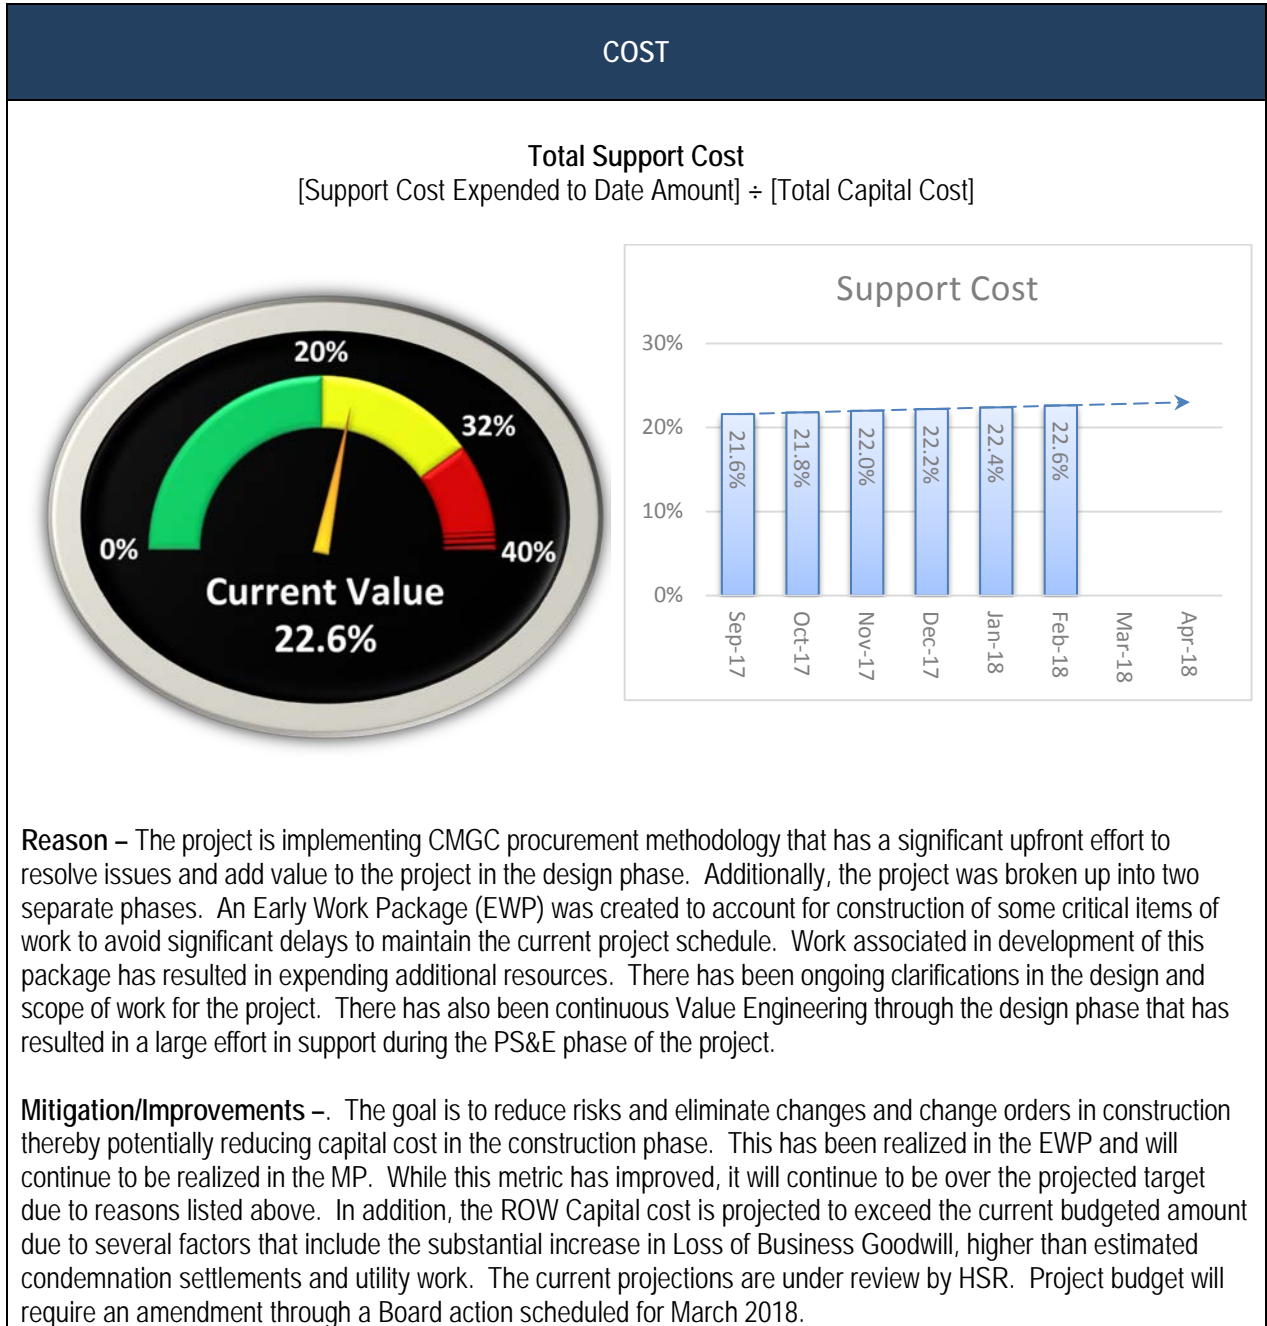 COST
Total Support Cost
[Support Cost Expended to Date Amount] ÷ [Total Capital Cost]
20%
32%
0%
40%
Current Value
22.6%
Support Cost
30%
20%
10%
0%
21.6%
21.8%
22.0%
22.2%
22.4%
22.6%
Sep-17
Oct-17
Nov-17
Dec-17
Jan-18
Feb-18
Mar-18
Apr-18
Reason – The project is implementing CMGC procurement methodology that has a significant upfront effort to
resolve issues and add value to the project in the design phase. Additionally, the project was broken up into two
separate phases. An Early Work Package (EWP) was created to account for construction of some critical items of
work to avoid significant delays to maintain the current project schedule. Work associated in development of this
package has resulted in expending additional resources. There has been ongoing clarifications in the design and
scope of work for the project. There has also been continuous Value Engineering through the design phase that has
resulted in a large effort in support during the PS&E phase of the project.
Mitigation/Improvements –. The goal is to reduce risks and eliminate changes and change orders in construction
thereby potentially reducing capital cost in the construction phase. This has been realized in the EWP and will
continue to be realized in the MP. While this metric has improved, it will continue to be over the projected target
due to reasons listed above. In addition, the ROW Capital cost is projected to exceed the current budgeted amount
due to several factors that include the substantial increase in Loss of Business Goodwill, higher than estimated
condemnation settlements and utility work. The current projections are under review by HSR. Project budget will
require an amendment through a Board action scheduled for March 2018.